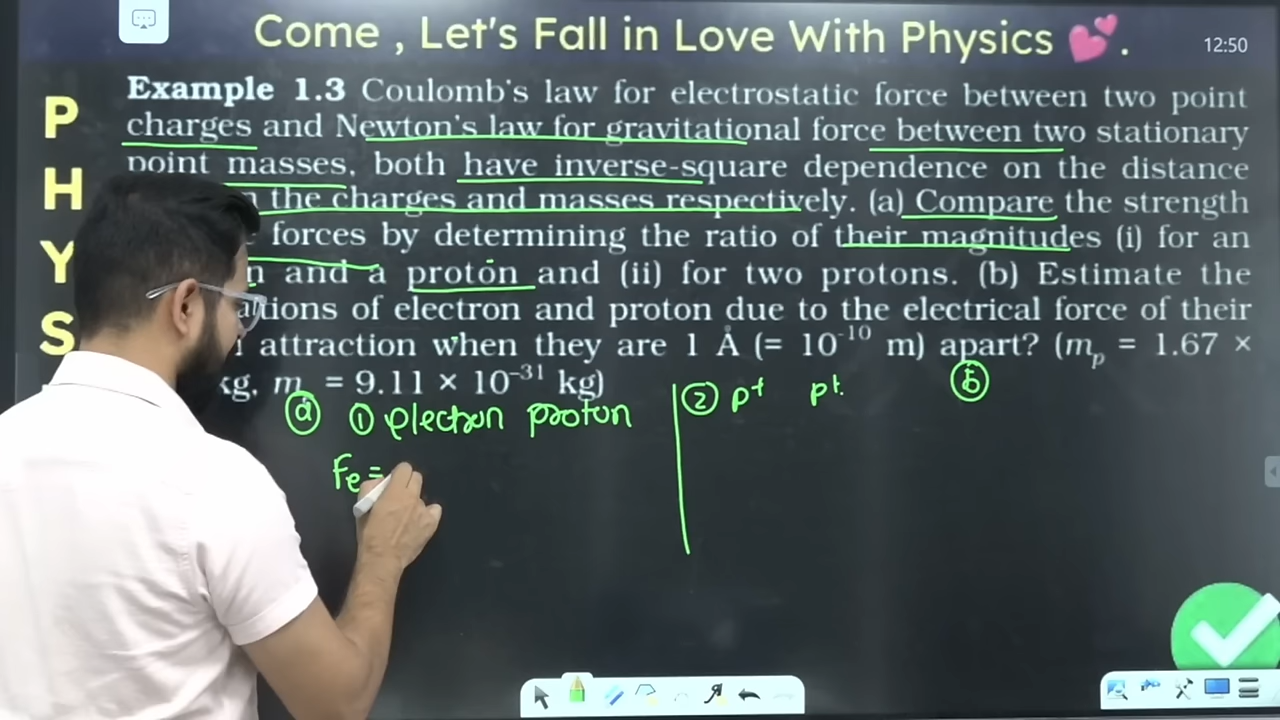 Come , Let's Fall in Love With Physics 💕.
12:50
P
H
Y
S
Example 1.3 Coulomb's law for electrostatic force between two point
charges and Newton's law for gravitational force between two stationary
point masses, both have inverse-square dependence on the distance
the charges and masses respectively. (a) Compare the strength
forces by determining the ratio of their magnitudes (i) for an
and a proton and (ii) for two protons. (b) Estimate the
of electron and proton due to the electrical force of their
attraction when they are 1 Å (= 10⁻¹⁰ m) apart? (mₚ = 1.67 ×
kg, m = 9.11 × 10⁻³¹ kg)
ⓐ ① electron proton
② p⁺ p⁺.
ⓑ
Fe =